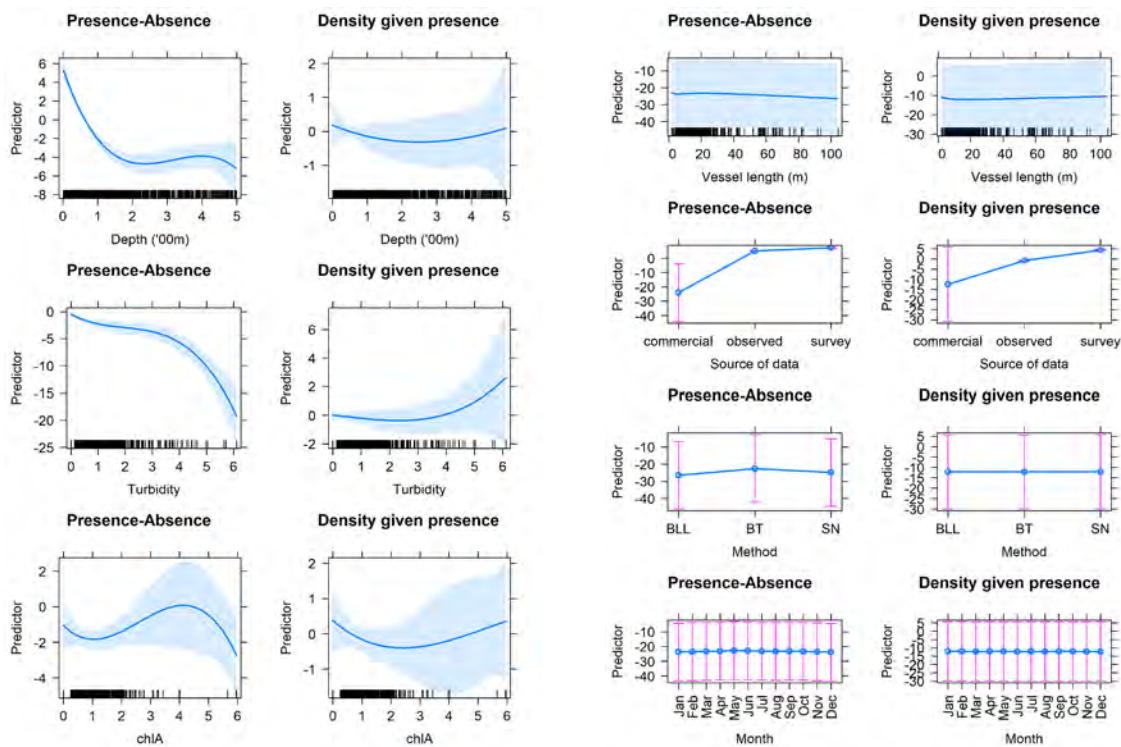 Presence-Absence
Predictor
6
4
2
0
-2
-4
-6
-8
0 1 2 3 4 5
Depth ('00m)
Density given presence
Predictor
2
1
0
-1
0 1 2 3 4 5
Depth ('00m)
Presence-Absence
Predictor
0
-5
-10
-15
-20
-25
0 1 2 3 4 5 6
Turbidity
Density given presence
Predictor
6
4
2
0
-2
0 1 2 3 4 5 6
Turbidity
Presence-Absence
Predictor
2
0
-2
-4
0 1 2 3 4 5 6
chlA
Density given presence
Predictor
2
1
0
-1
0 1 2 3 4 5 6
chlA
Presence-Absence
Predictor
-10
-20
-30
-40
0 20 40 60 80 100
Vessel length (m)
Density given presence
Predictor
0
-10
-20
-30
0 20 40 60 80 100
Vessel length (m)
Presence-Absence
Predictor
0
-10
-20
-30
-40
commercial observed survey
Source of data
Density given presence
Predictor
5
0
-5
-10
-15
-20
-25
-30
commercial observed survey
Source of data
Presence-Absence
Predictor
-10
-20
-30
-40
BLL BT SN
Method
Density given presence
Predictor
5
0
-5
-10
-15
-20
-25
-30
BLL BT SN
Method
Presence-Absence
Predictor
-10
-20
-30
-40
Jan Feb Mar Apr May Jun Jul Aug Sep Oct Nov Dec
Month
Density given presence
Predictor
5
0
-5
-10
-15
-20
-25
-30
Jan Feb Mar Apr May Jun Jul Aug Sep Oct Nov Dec
Month